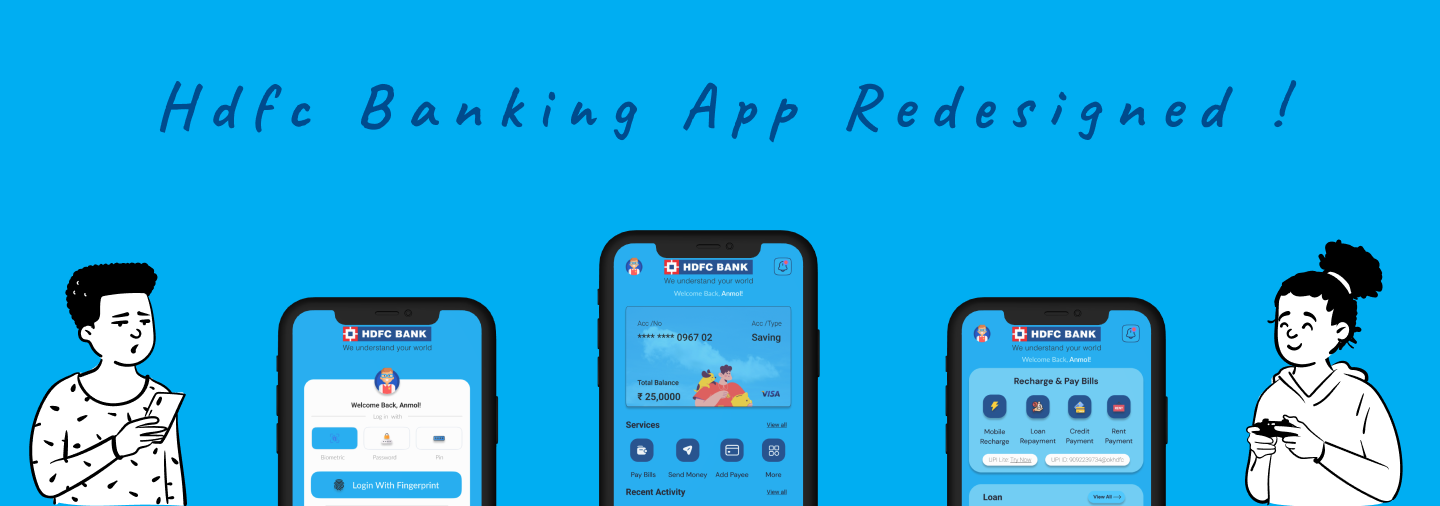 Hdfc Banking App Redesigned !
HDFC BANK
We understand your world
Welcome Back, Anmol!
Log in with
Biometric
Password
Pin
Login With Fingerprint
HDFC BANK
We understand your world
Welcome Back, Anmol!
Acc /No
Acc /Type
**** **** 0967 02
Saving
Total Balance
₹ 25,0000
VISA
Services
View all
Pay Bills
Send Money
Add Payee
More
Recent Activity
View all
HDFC BANK
We understand your world
Welcome Back, Anmol!
Recharge & Pay Bills
Mobile Recharge
Loan Repayment
Credit Payment
Rent Payment
UPI Lite Try Now
UPI ID 9092239734@okhdfc
Loan
View All